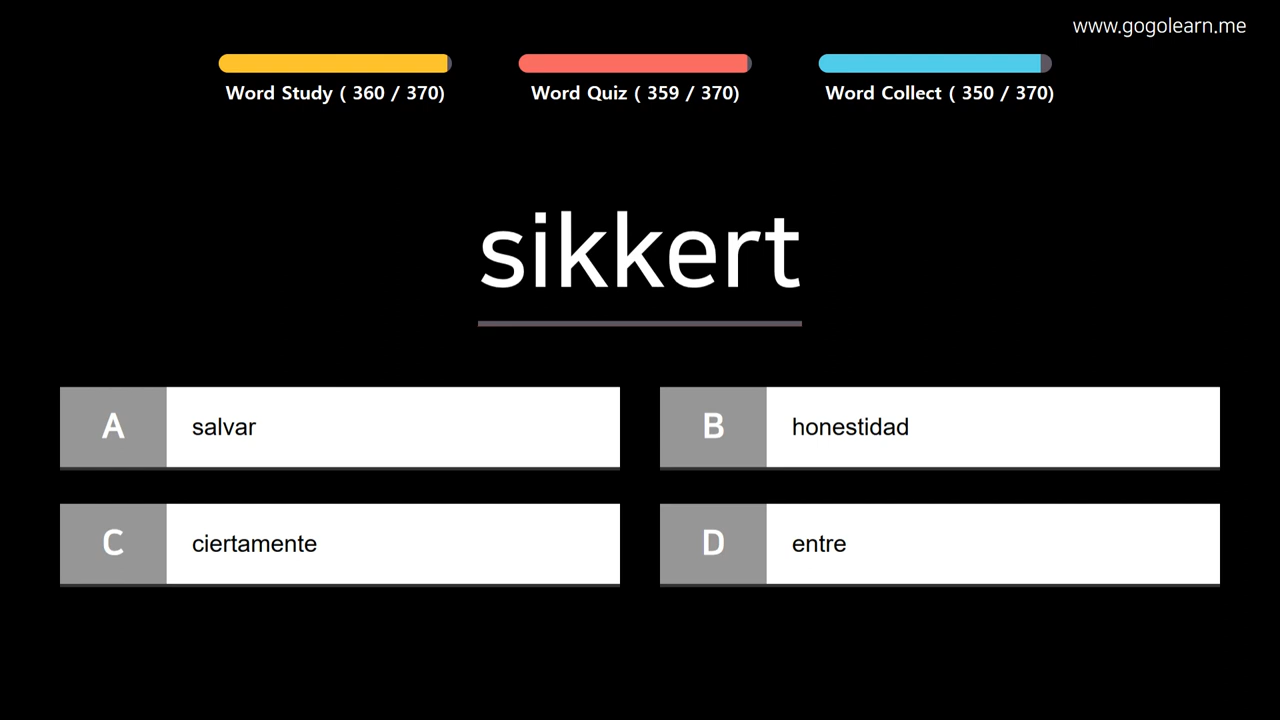 www.gogolearn.me
Word Study ( 360 / 370)
Word Quiz ( 359 / 370)
Word Collect ( 350 / 370)
sikkert
A salvar
B honestidad
C ciertamente
D entre